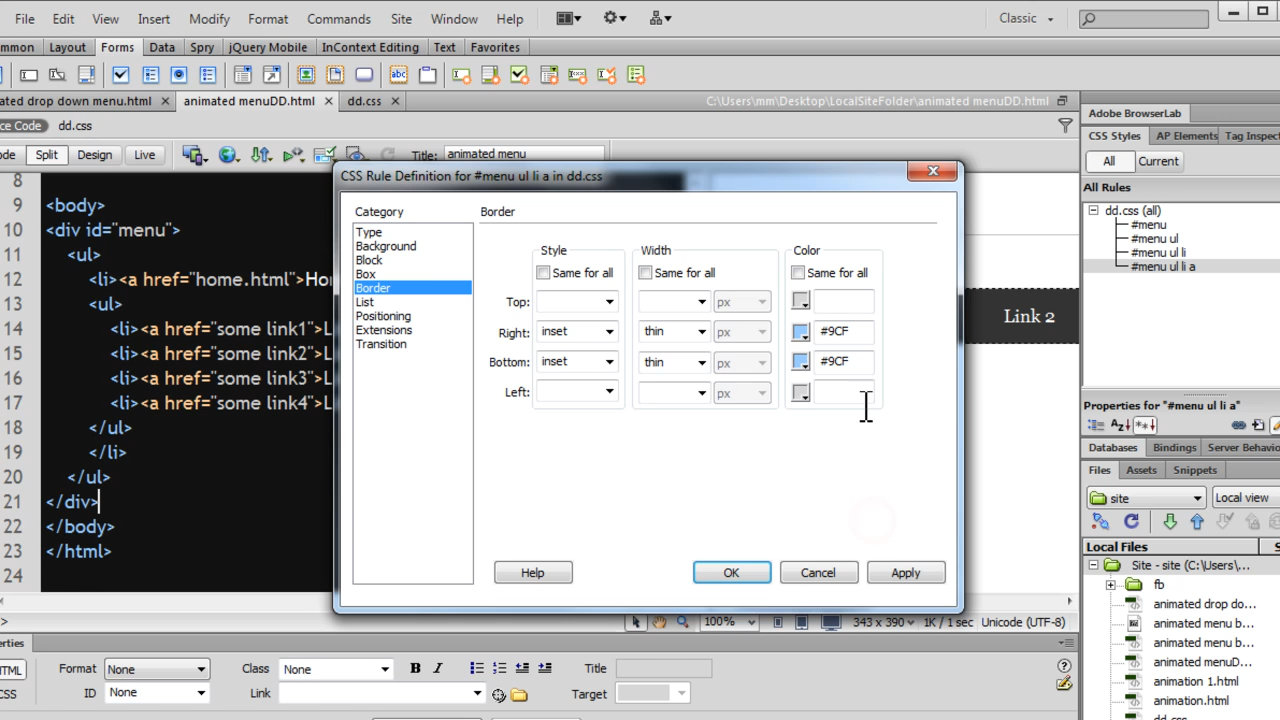 File Edit View Insert Modify Format Commands Site Window Help Classic
mmon Layout Forms Data Spry jQuery Mobile InContext Editing Text Favorites
ated drop down menu.html animated menuDD.html dd.css C:\Users\mm\Desktop\LocalSiteFolder\animated menuDD.html
Adobe BrowserLab
ce Code dd.css
CSS Styles AP Elements Tag Inspect
ode Split Design Live Title: animated menu
All Current
All Rules
dd.css (all)
#menu
#menu ul
#menu ul li
#menu ul li a
8
9 <body>
10 <div id="menu">
11 <ul>
12 <li><a href="home.html">Ho
13 <ul>
14 <li><a href="some link1">L
15 <li><a href="some link2">L
16 <li><a href="some link3">L
17 <li><a href="some link4">L
18 </ul>
19 </li>
20 </ul>
21 </div>
22 </body>
23 </html>
24
CSS Rule Definition for #menu ul li a in dd.css
Category
Type
Background
Block
Box
Border
List
Positioning
Extensions
Transition
Border
Style Width Color
Same for all Same for all Same for all
Top: px
Right: inset thin px #9CF
Bottom: inset thin px #9CF
Left: px
Help OK Cancel Apply
Link 2
Properties for "#menu ul li a"
Az↓ **↓
Databases Bindings Server Behavior
Files Assets Snippets
site Local view
Local Files
Site - site (C:\Users\...
fb
animated drop do...
animated menu b...
animated menu b...
animated menuDD...
animation 1.html
animation.html
dd.css
> 100% 343 x 390 1K / 1 sec Unicode (UTF-8)
erties
HTML Format None Class None B I Title
CSS ID None Link Target